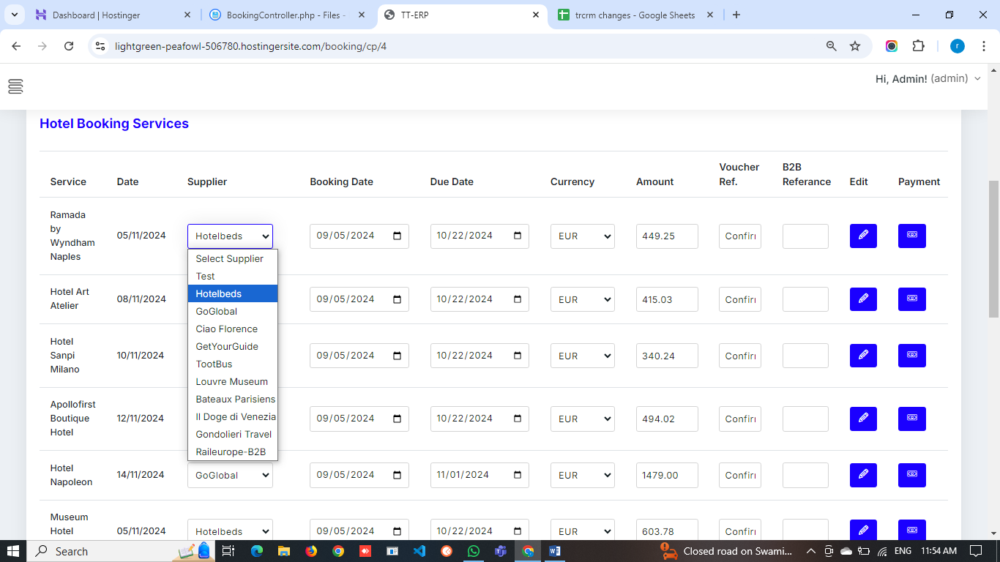 Dashboard | Hostinger
BookingController.php - Files -
TT-ERP
trcrm changes - Google Sheets
lightgreen-peafowl-506780.hostingersite.com/booking/cp/4
r
Hi, Admin! (admin)
Hotel Booking Services
Service Date Supplier Booking Date Due Date Currency Amount Voucher Ref. B2B Referance Edit Payment
Ramada by Wyndham Naples 05/11/2024 Hotelbeds 09/05/2024 10/22/2024 EUR 449.25 Confir
Select Supplier
Test
Hotelbeds
GoGlobal
Ciao Florence
GetYourGuide
TootBus
Louvre Museum
Bateaux Parisiens
Il Doge di Venezia
Gondolieri Travel
Raileurope-B2B
Hotel Art Atelier 08/11/2024 09/05/2024 10/22/2024 EUR 415.03 Confir
Hotel Sanpi Milano 10/11/2024 09/05/2024 10/22/2024 EUR 340.24 Confir
Apollofirst Boutique Hotel 12/11/2024 09/05/2024 10/22/2024 EUR 494.02 Confir
Hotel Napoleon 14/11/2024 GoGlobal 09/05/2024 11/01/2024 EUR 1479.00 Confir
Museum Hotel 05/11/2024 Hotelbeds 09/05/2024 10/22/2024 EUR 603.78 Confir
Search
Closed road on Swami...
ENG
11:54 AM